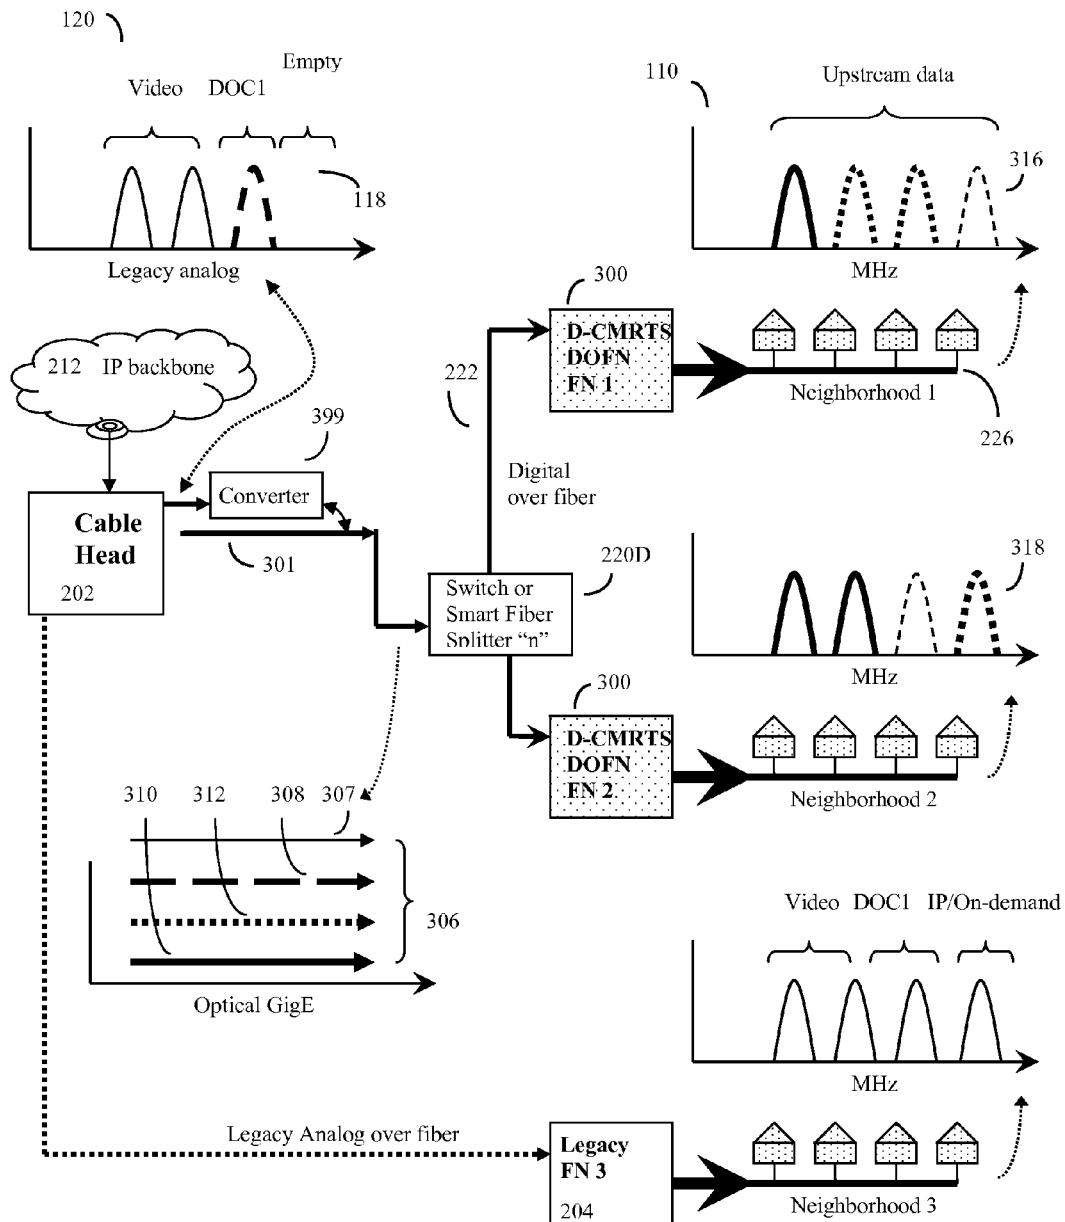 120
Empty
Video
DOC1
118
Legacy analog
110
Upstream data
316
MHz
300
D-CMRTS
DOFN
FN 1
Neighborhood 1
226
222
212 IP backbone
399
Converter
Digital
over fiber
Cable
Head
202
301
220D
Switch or
Smart Fiber
Splitter “n”
318
MHz
300
D-CMRTS
DOFN
FN 2
Neighborhood 2
310
312
308
307
306
Optical GigE
Video
DOC1
IP/On-demand
MHz
Legacy Analog over fiber
Legacy
FN 3
204
Neighborhood 3